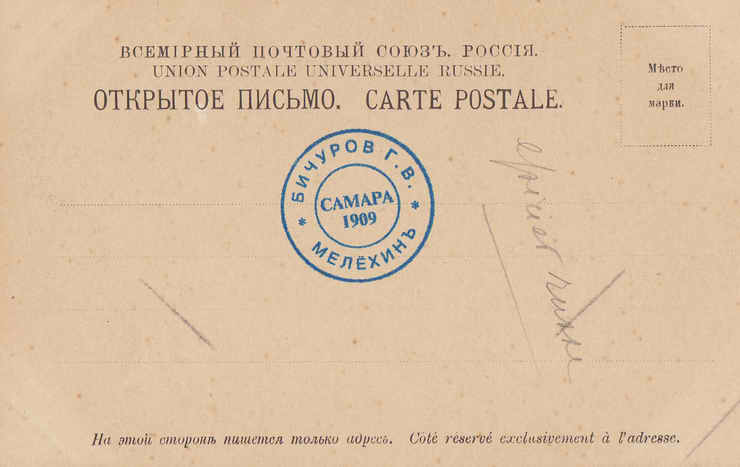 ВСЕМІРНЫЙ ПОЧТОВЫЙ СОЮЗЪ. РОССІЯ.
UNION POSTALE UNIVERSELLE RUSSIE.
ОТКРЫТОЕ ПИСЬМО. CARTE POSTALE.
Мѣсто
для
марки.
БИЧУРОВ Г.В.
САМАРА
1909
* МЕЛЁХИНЪ *
На этой сторонѣ пишется только адресъ. Côté réservé exclusivement à l'adresse.